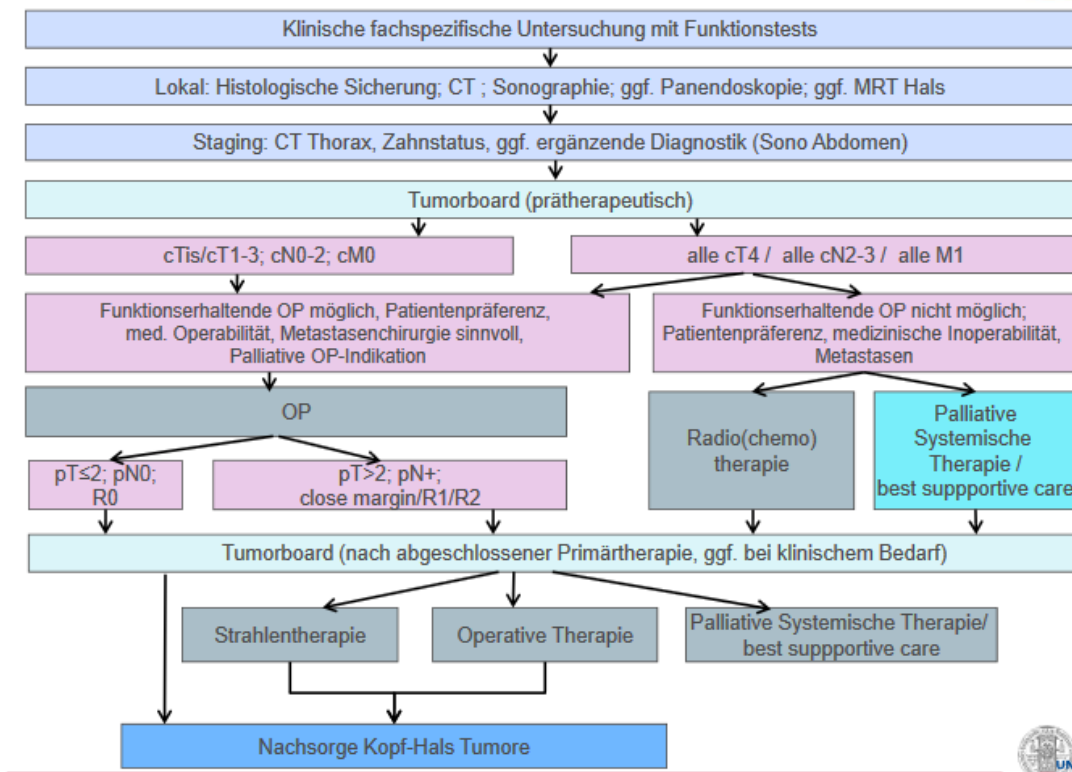 Klinische fachspezifische Untersuchung mit Funktionstests
Lokal: Histologische Sicherung; CT ; Sonographie; ggf. Panendoskopie; ggf. MRT Hals
Staging: CT Thorax, Zahnstatus, ggf. ergänzende Diagnostik (Sono Abdomen)
Tumorboard (prätherapeutisch)
cTis/cT1-3; cN0-2; cM0
alle cT4 / alle cN2-3 / alle M1
Funktionserhaltende OP möglich, Patientenpräferenz,
med. Operabilität, Metastasenchirurgie sinnvoll,
Palliative OP-Indikation
Funktionserhaltende OP nicht möglich;
Patientenpräferenz, medizinische Inoperabilität,
Metastasen
OP
Radio(chemo)
therapie
Palliative
Systemische
Therapie /
best suppportive care
pT≤2; pN0;
R0
pT>2; pN+;
close margin/R1/R2
Tumorboard (nach abgeschlossener Primärtherapie, ggf. bei klinischem Bedarf)
Strahlentherapie
Operative Therapie
Palliative Systemische Therapie/
best suppportive care
Nachsorge Kopf-Hals Tumore
UN